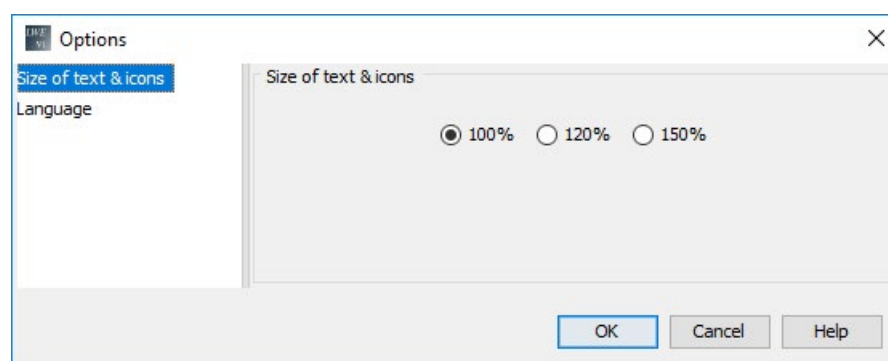 Options
Size of text & icons
Language
Size of text & icons
100% 120% 150%
OK Cancel Help